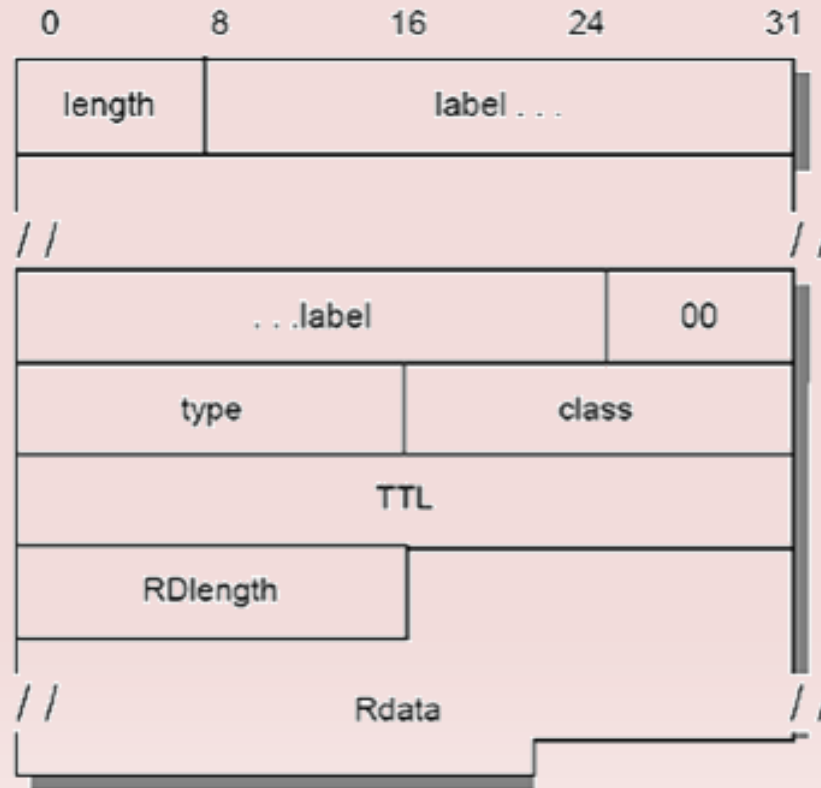 0 8 16 24 31
length label . . .
/ / / /
. . .label 00
type class
TTL
RDlength
/ / Rdata / /